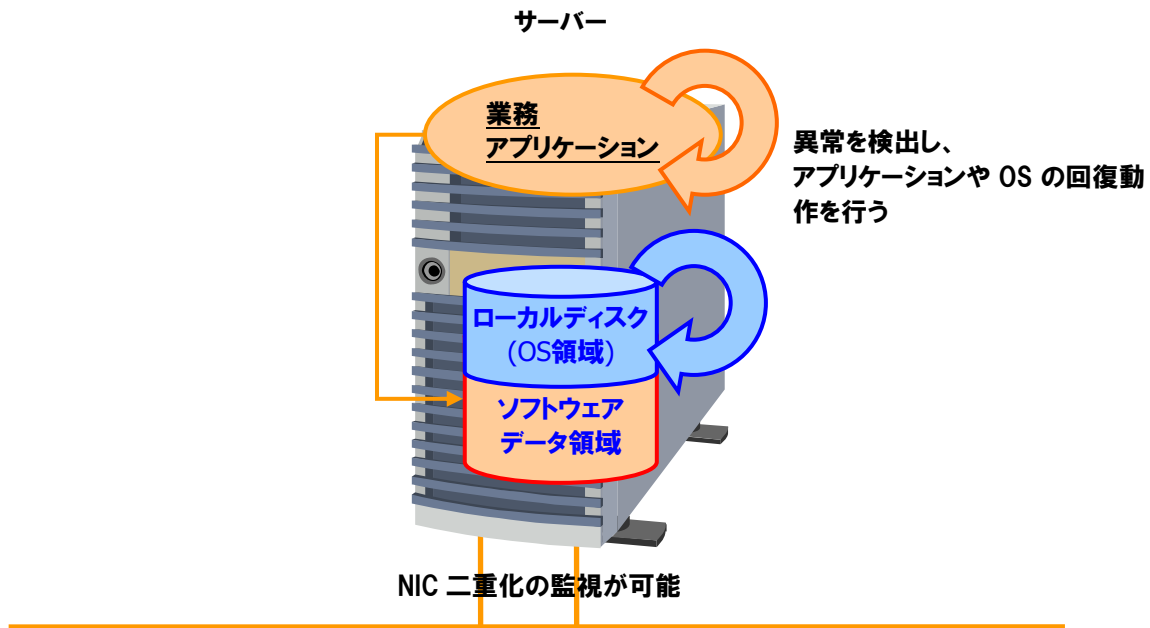 サーバー
業務
アプリケーション
異常を検出し、
アプリケーションや OS の回復動
作を行う
ローカルディスク
(OS領域)
ソフトウェア
データ領域
NIC 二重化の監視が可能